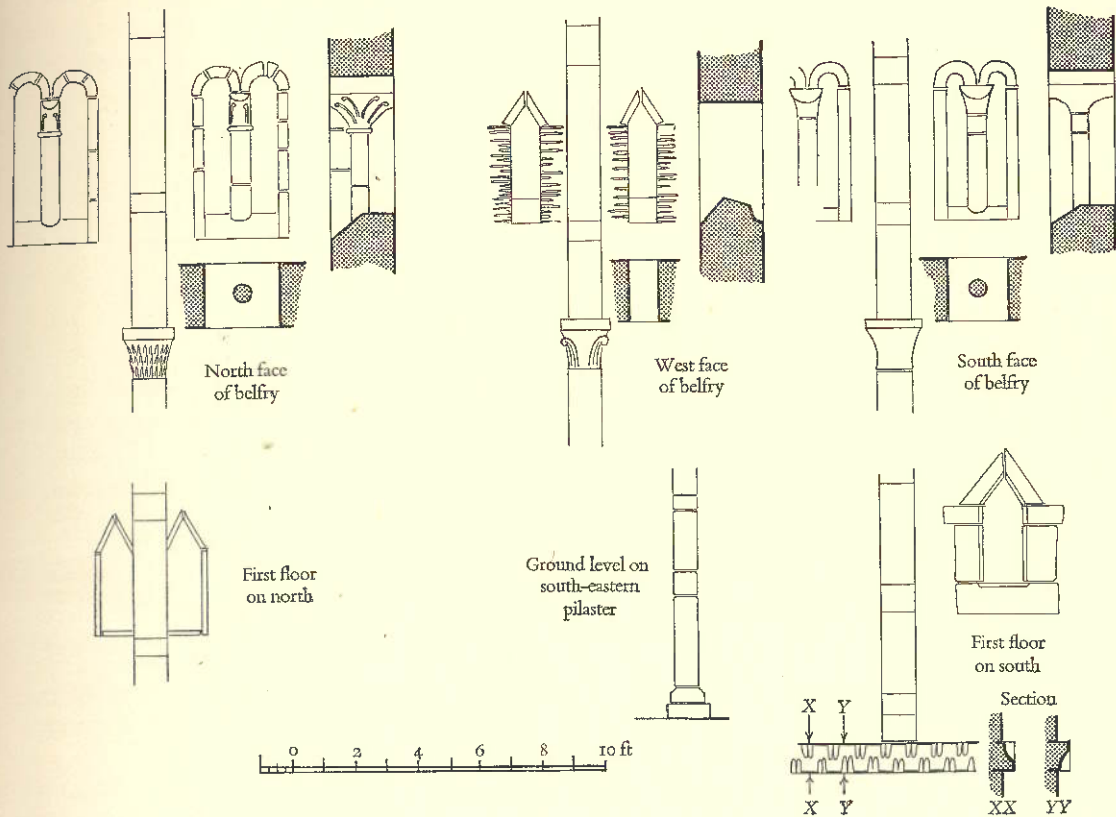 North face
of belfry
West face
of belfry
South face
of belfry
First floor
on north
Ground level on
south-eastern
pilaster
First floor
on south
Section
X Y
0 2 4 6 8 10 ft
X Y
XX YY